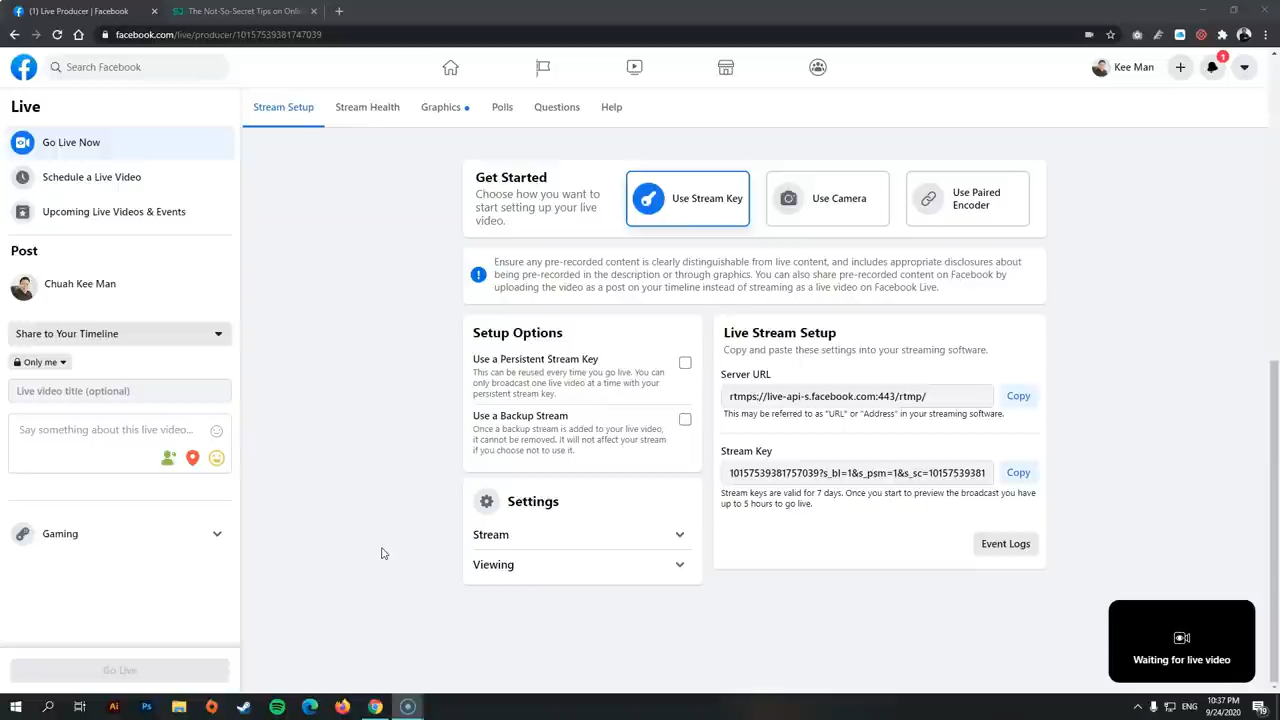 (1) Live Producer | Facebook
The Not-So-Secret Tips on Onlin
facebook.com/live/producer/10157539381747039
Search Facebook
Kee Man
1
Live
Go Live Now
Schedule a Live Video
Upcoming Live Videos & Events
Post
Chuah Kee Man
Share to Your Timeline
Only me
Live video title (optional)
Say something about this live video...
Gaming
Go Live
Stream Setup
Stream Health
Graphics
Polls
Questions
Help
Get Started
Choose how you want to
start setting up your live
video.
Use Stream Key
Use Camera
Use Paired
Encoder
Ensure any pre-recorded content is clearly distinguishable from live content, and includes appropriate disclosures about
being pre-recorded in the description or through graphics. You can also share pre-recorded content on Facebook by
uploading the video as a post on your timeline instead of streaming as a live video on Facebook Live.
Setup Options
Use a Persistent Stream Key
This can be reused every time you go live. You can
only broadcast one live video at a time with your
persistent stream key.
Use a Backup Stream
Once a backup stream is added to your live video,
it cannot be removed. It will not affect your stream
if you choose not to use it.
Settings
Stream
Viewing
Live Stream Setup
Copy and paste these settings into your streaming software.
Server URL
rtmps://live-api-s.facebook.com:443/rtmp/
Copy
This may be referred to as "URL" or "Address" in your streaming software.
Stream Key
10157539381757039?s_bl=1&s_psm=1&s_sc=10157539381
Copy
Stream keys are valid for 7 days. Once you start to preview the broadcast you have
up to 5 hours to go live.
Event Logs
Waiting for live video
Ai
Ps
ENG
10:37 PM
9/24/2020
19